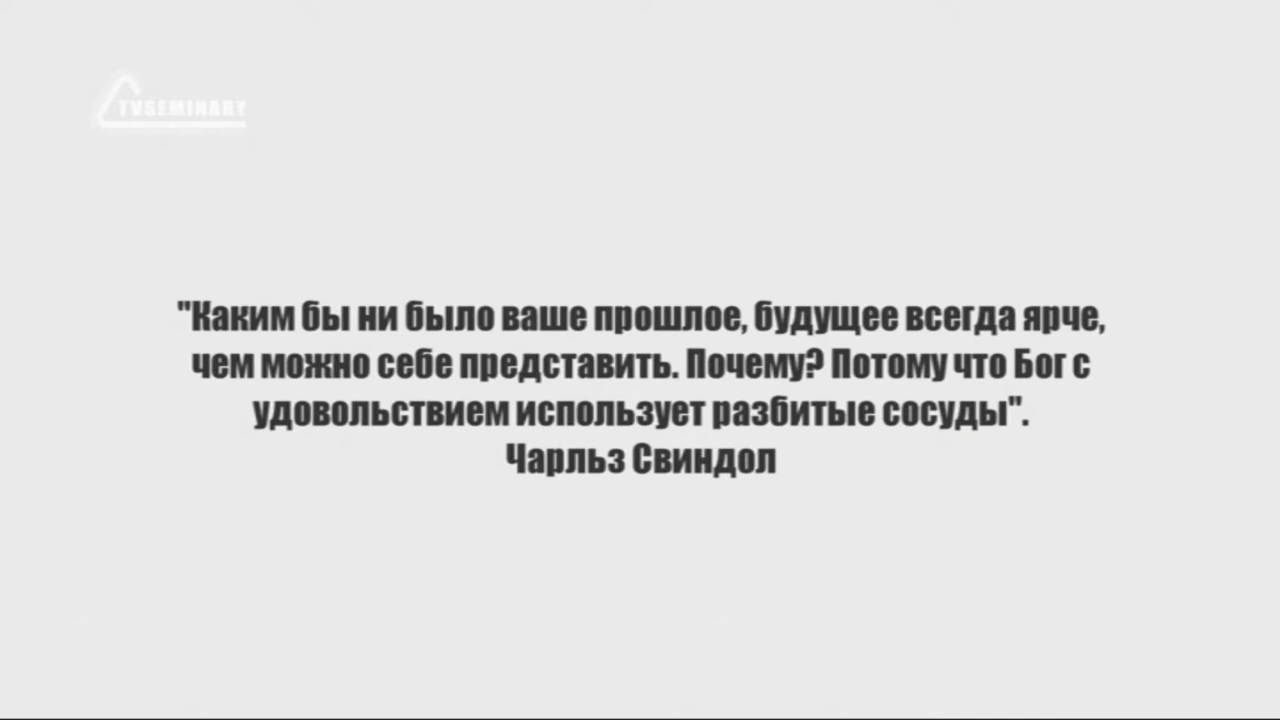 TVSEMINARY
"Каким бы ни было ваше прошлое, будущее всегда ярче,
чем можно себе представить. Почему? Потому что Бог с
удовольствием использует разбитые сосуды".
Чарльз Свиндол